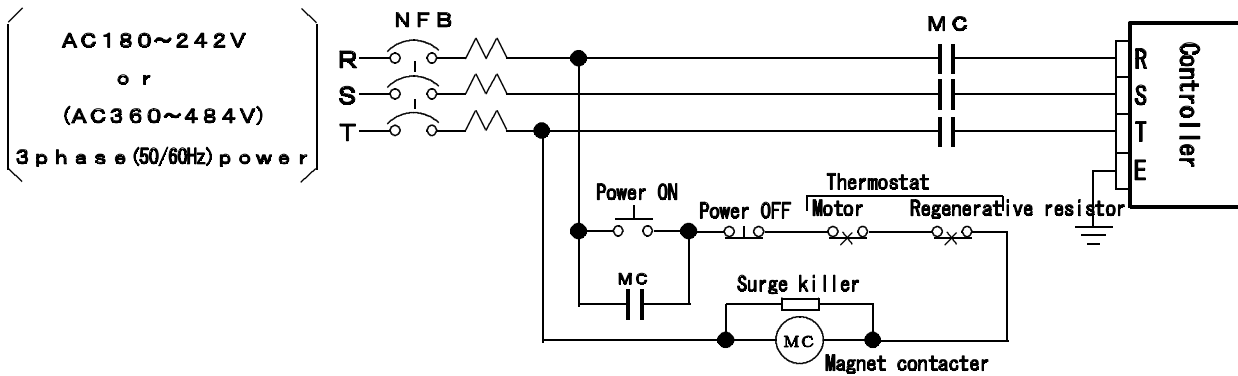 NFB
MC
AC180～242V
or
(AC360～484V)
3phase(50/60Hz)power
R
S
T
R
S
T
E
Controller
Power ON
Power OFF
Thermostat
Motor
Regenerative resistor
MC
Surge killer
MC
Magnet contacter